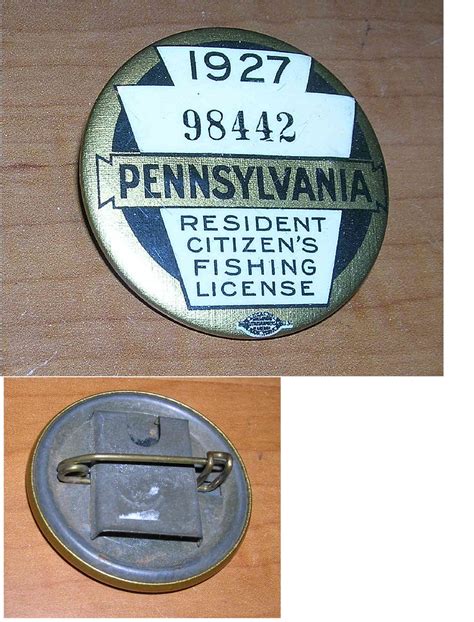 1927
98442
PENNSYLVANIA
RESIDENT
CITIZEN'S
FISHING
LICENSE